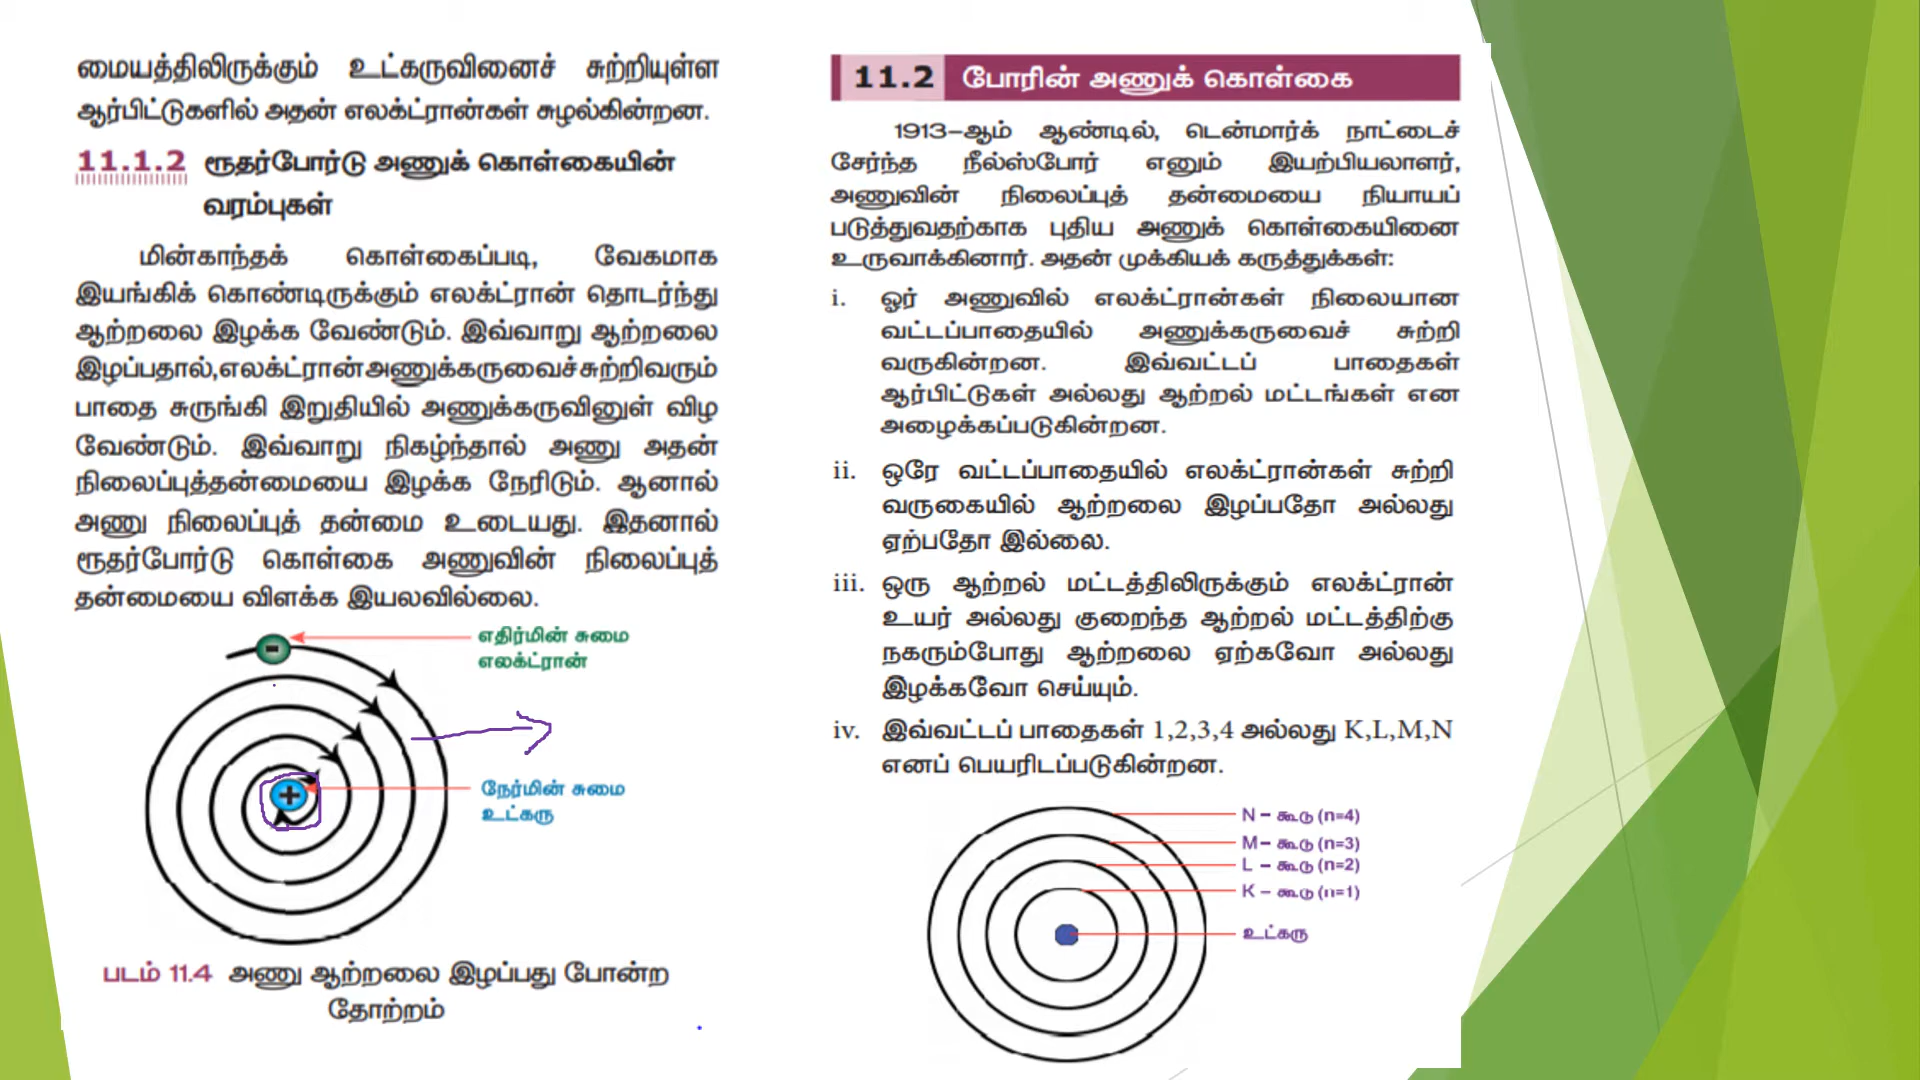 மையத்திலிருக்கும் உட்கருவினைச் சுற்றியுள்ள
ஆர்பிட்டுகளில் அதன் எலக்ட்ரான்கள் சுழல்கின்றன.
11.1.2 ரூதர்போர்டு அணுக் கொள்கையின்
வரம்புகள்
மின்காந்தக் கொள்கைப்படி, வேகமாக
இயங்கிக் கொண்டிருக்கும் எலக்ட்ரான் தொடர்ந்து
ஆற்றலை இழக்க வேண்டும். இவ்வாறு ஆற்றலை
இழப்பதால்,எலக்ட்ரான்அணுக்கருவைச்சுற்றிவரும்
பாதை சுருங்கி இறுதியில் அணுக்கருவினுள் விழ
வேண்டும். இவ்வாறு நிகழ்ந்தால் அணு அதன்
நிலைப்புத்தன்மையை இழக்க நேரிடும். ஆனால்
அணு நிலைப்புத் தன்மை உடையது. இதனால்
ரூதர்போர்டு கொள்கை அணுவின் நிலைப்புத்
தன்மையை விளக்க இயலவில்லை.
எதிர்மின் சுமை
எலக்ட்ரான்
-
+
நேர்மின் சுமை
உட்கரு
படம் 11.4 அணு ஆற்றலை இழப்பது போன்ற
தோற்றம்
11.2 போரின் அணுக் கொள்கை
1913–ஆம் ஆண்டில், டென்மார்க் நாட்டைச்
சேர்ந்த நீல்ஸ்போர் எனும் இயற்பியலாளர்,
அணுவின் நிலைப்புத் தன்மையை நியாயப்
படுத்துவதற்காக புதிய அணுக் கொள்கையினை
உருவாக்கினார். அதன் முக்கியக் கருத்துக்கள்:
i. ஓர் அணுவில் எலக்ட்ரான்கள் நிலையான
வட்டப்பாதையில் அணுக்கருவைச் சுற்றி
வருகின்றன. இவ்வட்டப் பாதைகள்
ஆர்பிட்டுகள் அல்லது ஆற்றல் மட்டங்கள் என
அழைக்கப்படுகின்றன.
ii. ஒரே வட்டப்பாதையில் எலக்ட்ரான்கள் சுற்றி
வருகையில் ஆற்றலை இழப்பதோ அல்லது
ஏற்பதோ இல்லை.
iii. ஒரு ஆற்றல் மட்டத்திலிருக்கும் எலக்ட்ரான்
உயர் அல்லது குறைந்த ஆற்றல் மட்டத்திற்கு
நகரும்போது ஆற்றலை ஏற்கவோ அல்லது
இழக்கவோ செய்யும்.
iv. இவ்வட்டப் பாதைகள் 1,2,3,4 அல்லது K,L,M,N
எனப் பெயரிடப்படுகின்றன.
N – கூடு (n=4)
M– கூடு (n=3)
L – கூடு (n=2)
K – கூடு (n=1)
உட்கரு